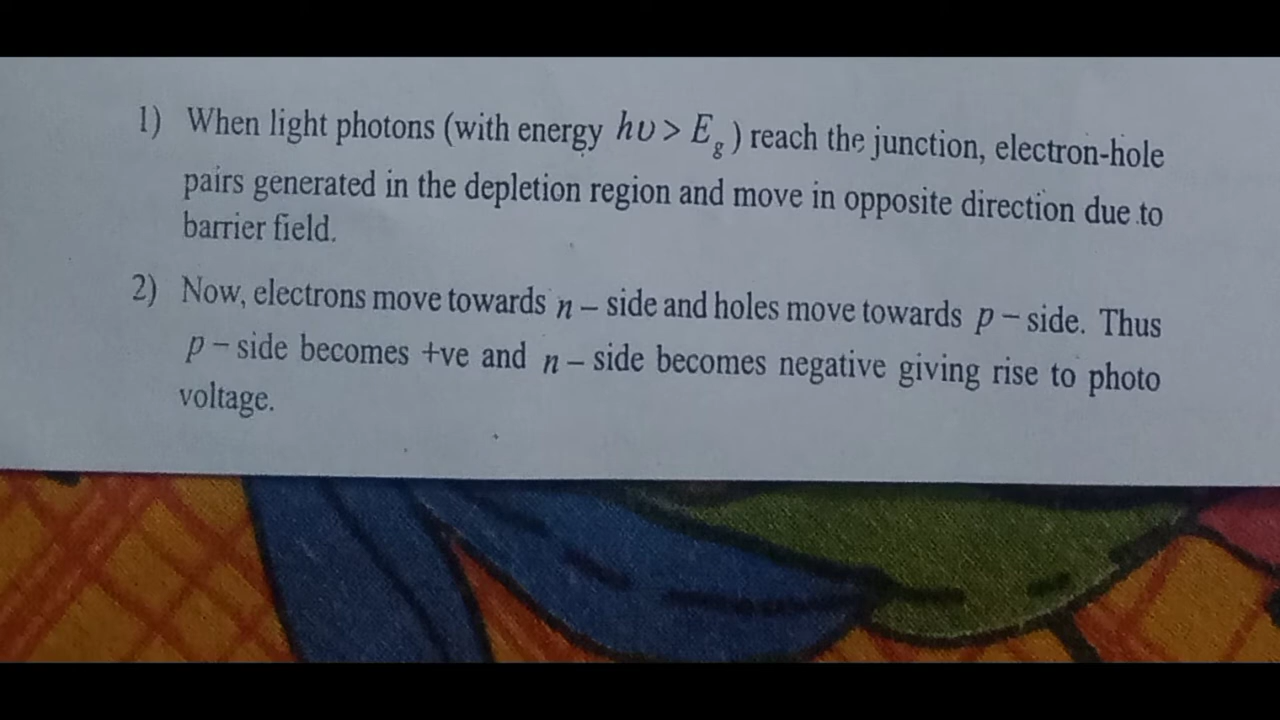 1) When light photons (with energy hυ > E_g) reach the junction, electron-hole
pairs generated in the depletion region and move in opposite direction due to
barrier field.
2) Now, electrons move towards n – side and holes move towards p – side. Thus
p – side becomes +ve and n – side becomes negative giving rise to photo
voltage.